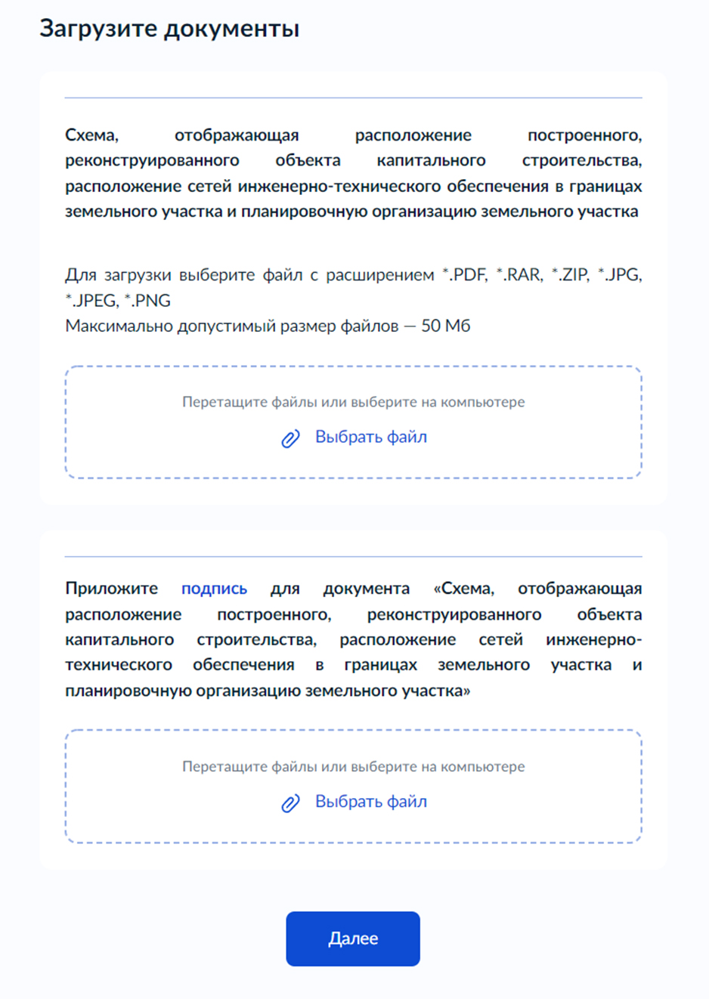 Загрузите документы
Схема, отображающая расположение построенного,
реконструированного объекта капитального строительства,
расположение сетей инженерно-технического обеспечения в границах
земельного участка и планировочную организацию земельного участка
Для загрузки выберите файл с расширением *.PDF, *.RAR, *.ZIP, *.JPG,
*.JPEG, *.PNG
Максимально допустимый размер файлов — 50 Мб
Перетащите файлы или выберите на компьютере
Выбрать файл
Приложите подпись для документа «Схема, отображающая
расположение построенного, реконструированного объекта
капитального строительства, расположение сетей инженерно-
технического обеспечения в границах земельного участка и
планировочную организацию земельного участка»
Перетащите файлы или выберите на компьютере
Выбрать файл
Далее